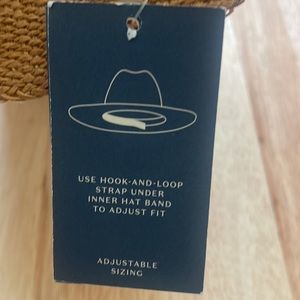 USE HOOK-AND-LOOP
STRAP UNDER
INNER HAT BAND
TO ADJUST FIT
ADJUSTABLE
SIZING